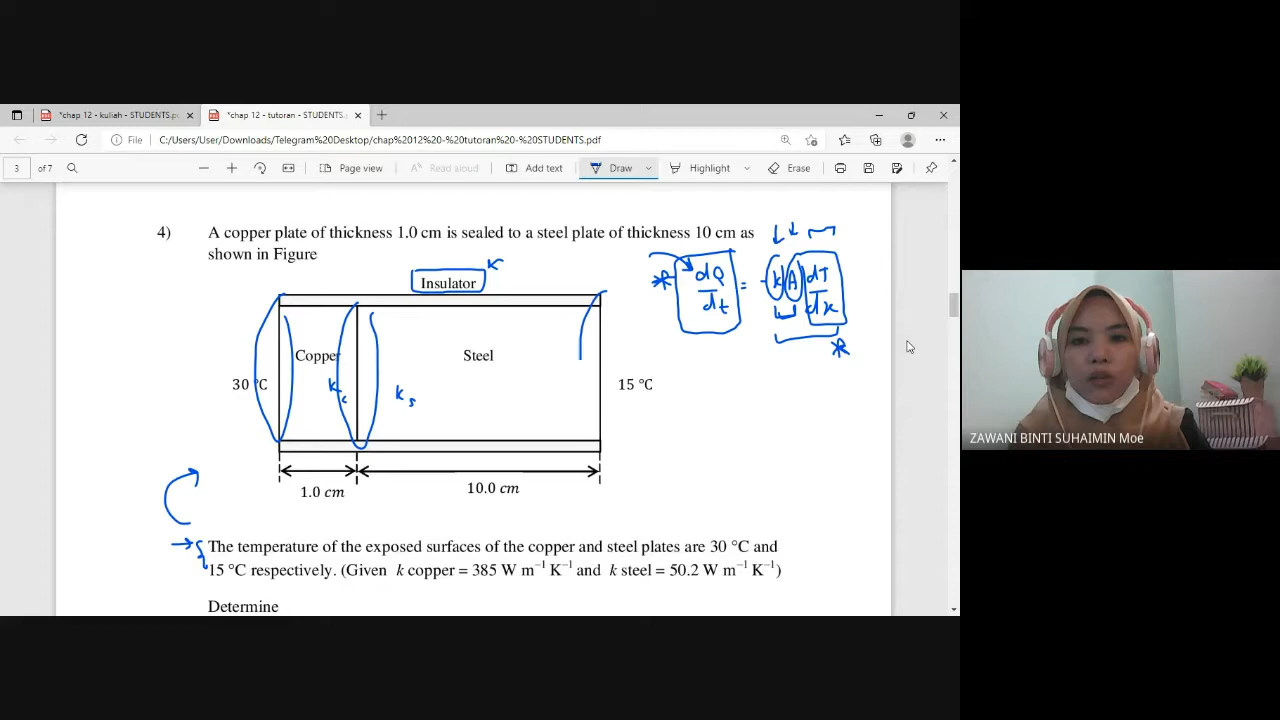 *chap 12 - kuliah - STUDENTS.p
*chap 12 - tutoran - STUDENTS.p
File
C:/Users/User/Downloads/Telegram%20Desktop/chap%2012%20-%20tutoran%20-%20STUDENTS.pdf
3 of 7
Page view
Read aloud
Add text
Draw
Highlight
Erase
4) A copper plate of thickness 1.0 cm is sealed to a steel plate of thickness 10 cm as
shown in Figure
* dQ/dt = -kA dT/dx
*
Insulator K
Copper
Steel
30 °C
Kc
Ks
15 °C
1.0 cm
10.0 cm
The temperature of the exposed surfaces of the copper and steel plates are 30 °C and
15 °C respectively. (Given k copper = 385 W m⁻¹ K⁻¹ and k steel = 50.2 W m⁻¹ K⁻¹)
Determine
ZAWANI BINTI SUHAIMIN Moe